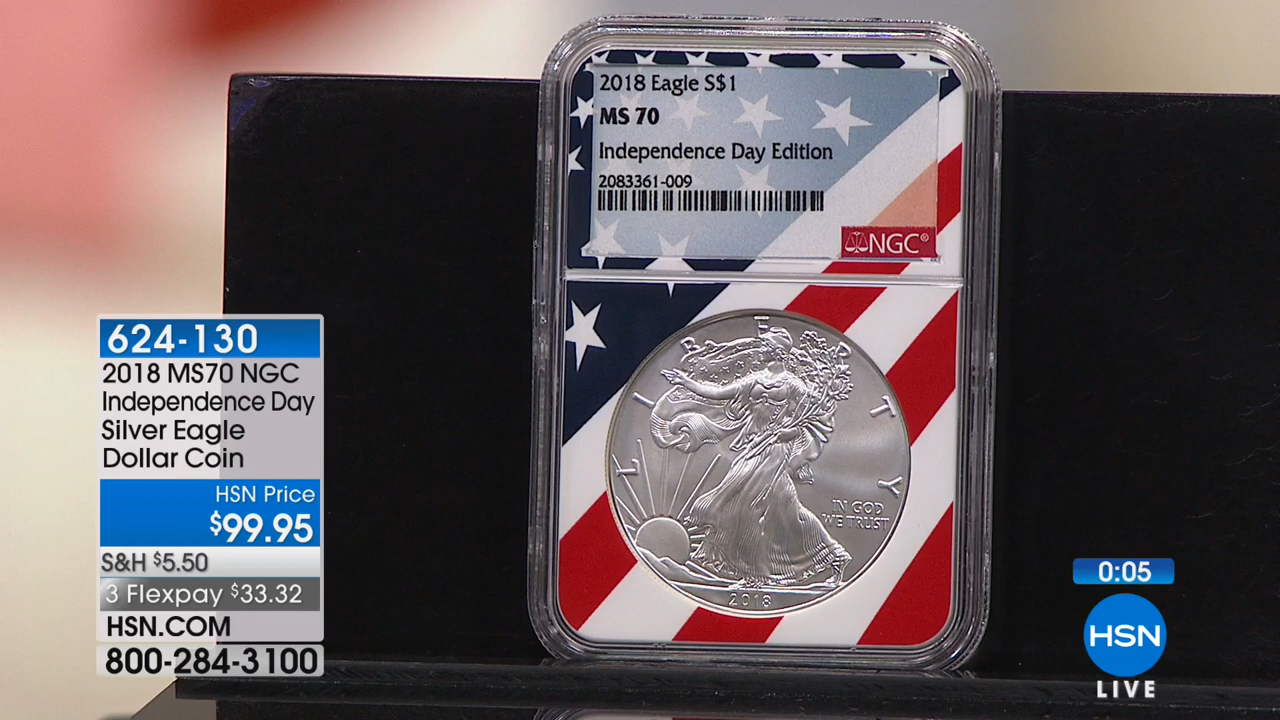 2018 Eagle S$1
MS 70
Independence Day Edition
2083361-009
NGC®
LIBERTY
IN GOD
WE TRUST
2018
624-130
2018 MS70 NGC
Independence Day
Silver Eagle
Dollar Coin
HSN Price
$99.95
S&H $5.50
3 Flexpay $33.32
HSN.COM
800-284-3100
0:05
HSN
LIVE